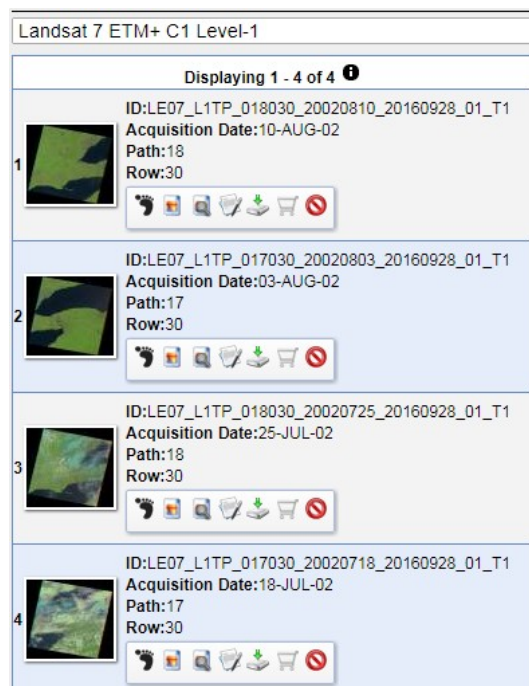 Landsat 7 ETM+ C1 Level-1
Displaying 1 - 4 of 4 i
1
ID:LE07_L1TP_018030_20020810_20160928_01_T1
Acquisition Date:10-AUG-02
Path:18
Row:30
2
ID:LE07_L1TP_017030_20020803_20160928_01_T1
Acquisition Date:03-AUG-02
Path:17
Row:30
3
ID:LE07_L1TP_018030_20020725_20160928_01_T1
Acquisition Date:25-JUL-02
Path:18
Row:30
4
ID:LE07_L1TP_017030_20020718_20160928_01_T1
Acquisition Date:18-JUL-02
Path:17
Row:30